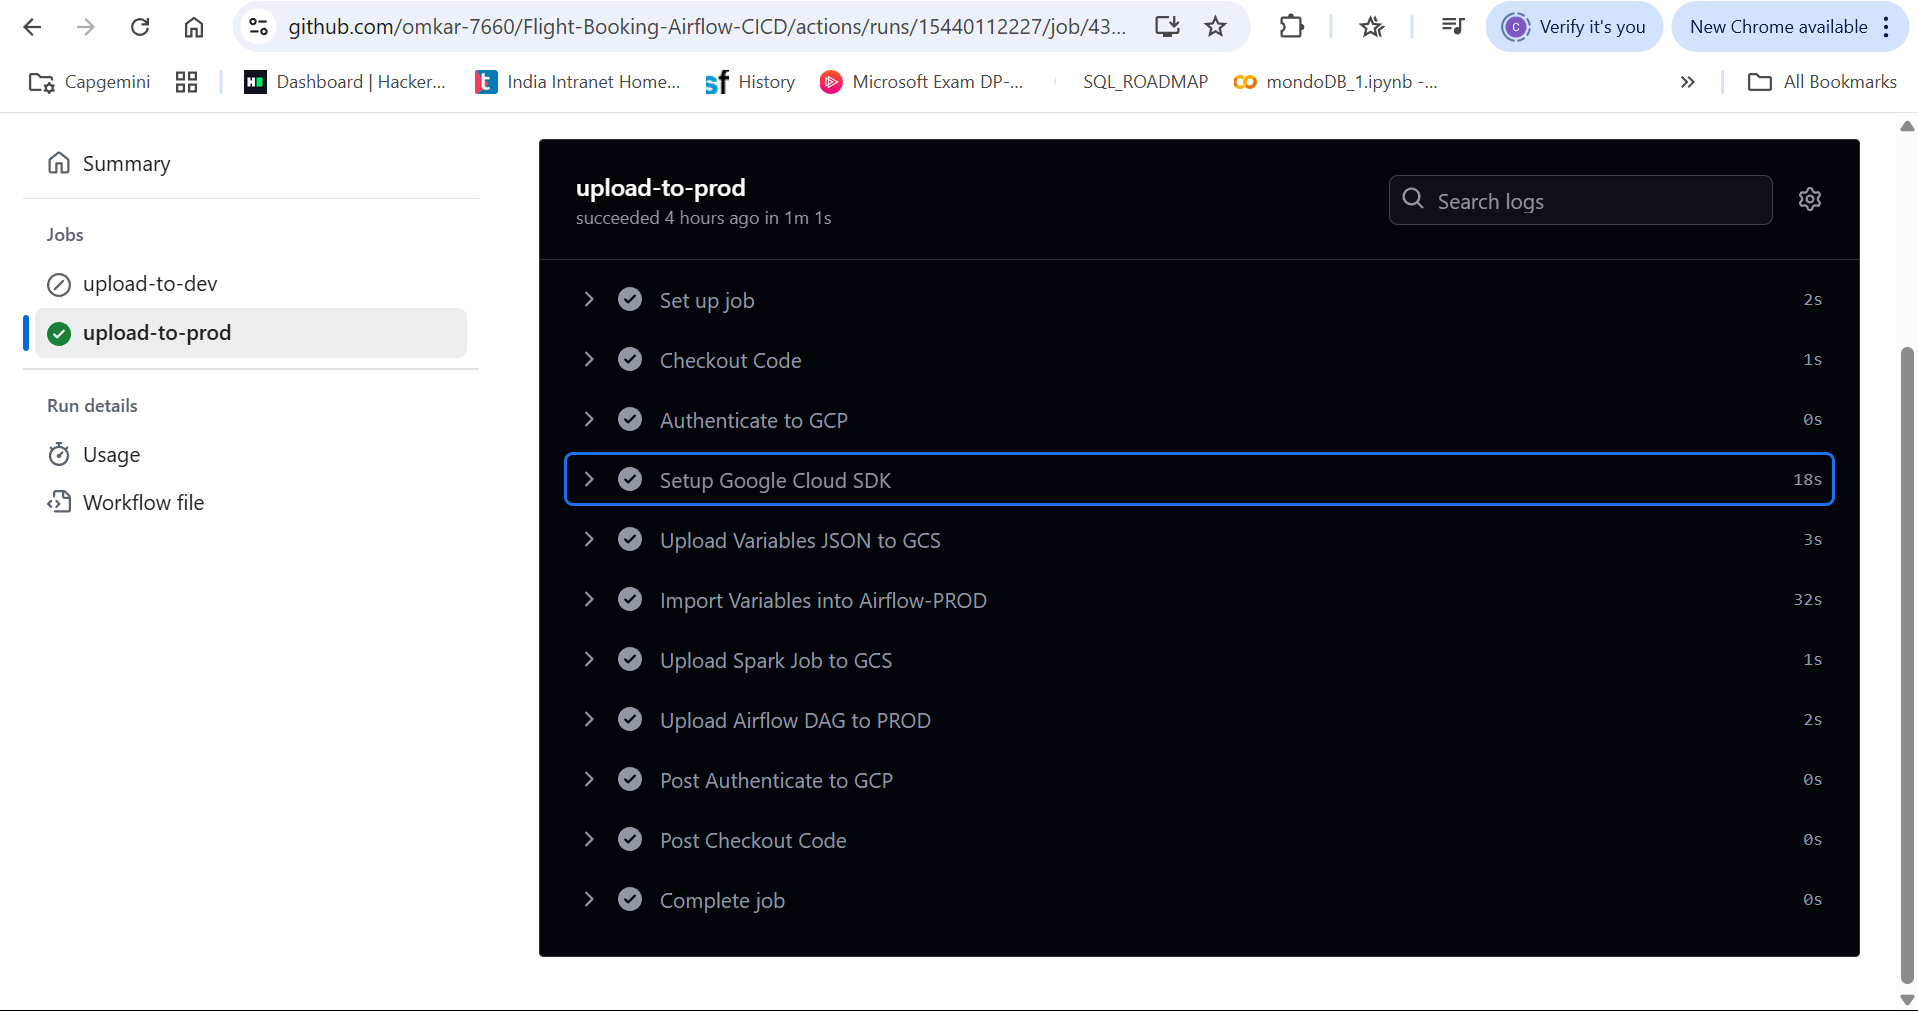 github.com/omkar-7660/Flight-Booking-Airflow-CICD/actions/runs/15440112227/job/43...
C
Verify it's you
New Chrome available
Capgemini
Dashboard | Hacker...
India Intranet Home...
History
Microsoft Exam DP-...
SQL_ROADMAP
mondoDB_1.ipynb -...
All Bookmarks
Summary
Jobs
upload-to-dev
upload-to-prod
Run details
Usage
Workflow file
upload-to-prod
succeeded 4 hours ago in 1m 1s
Search logs
Set up job 2s
Checkout Code 1s
Authenticate to GCP 0s
Setup Google Cloud SDK 18s
Upload Variables JSON to GCS 3s
Import Variables into Airflow-PROD 32s
Upload Spark Job to GCS 1s
Upload Airflow DAG to PROD 2s
Post Authenticate to GCP 0s
Post Checkout Code 0s
Complete job 0s